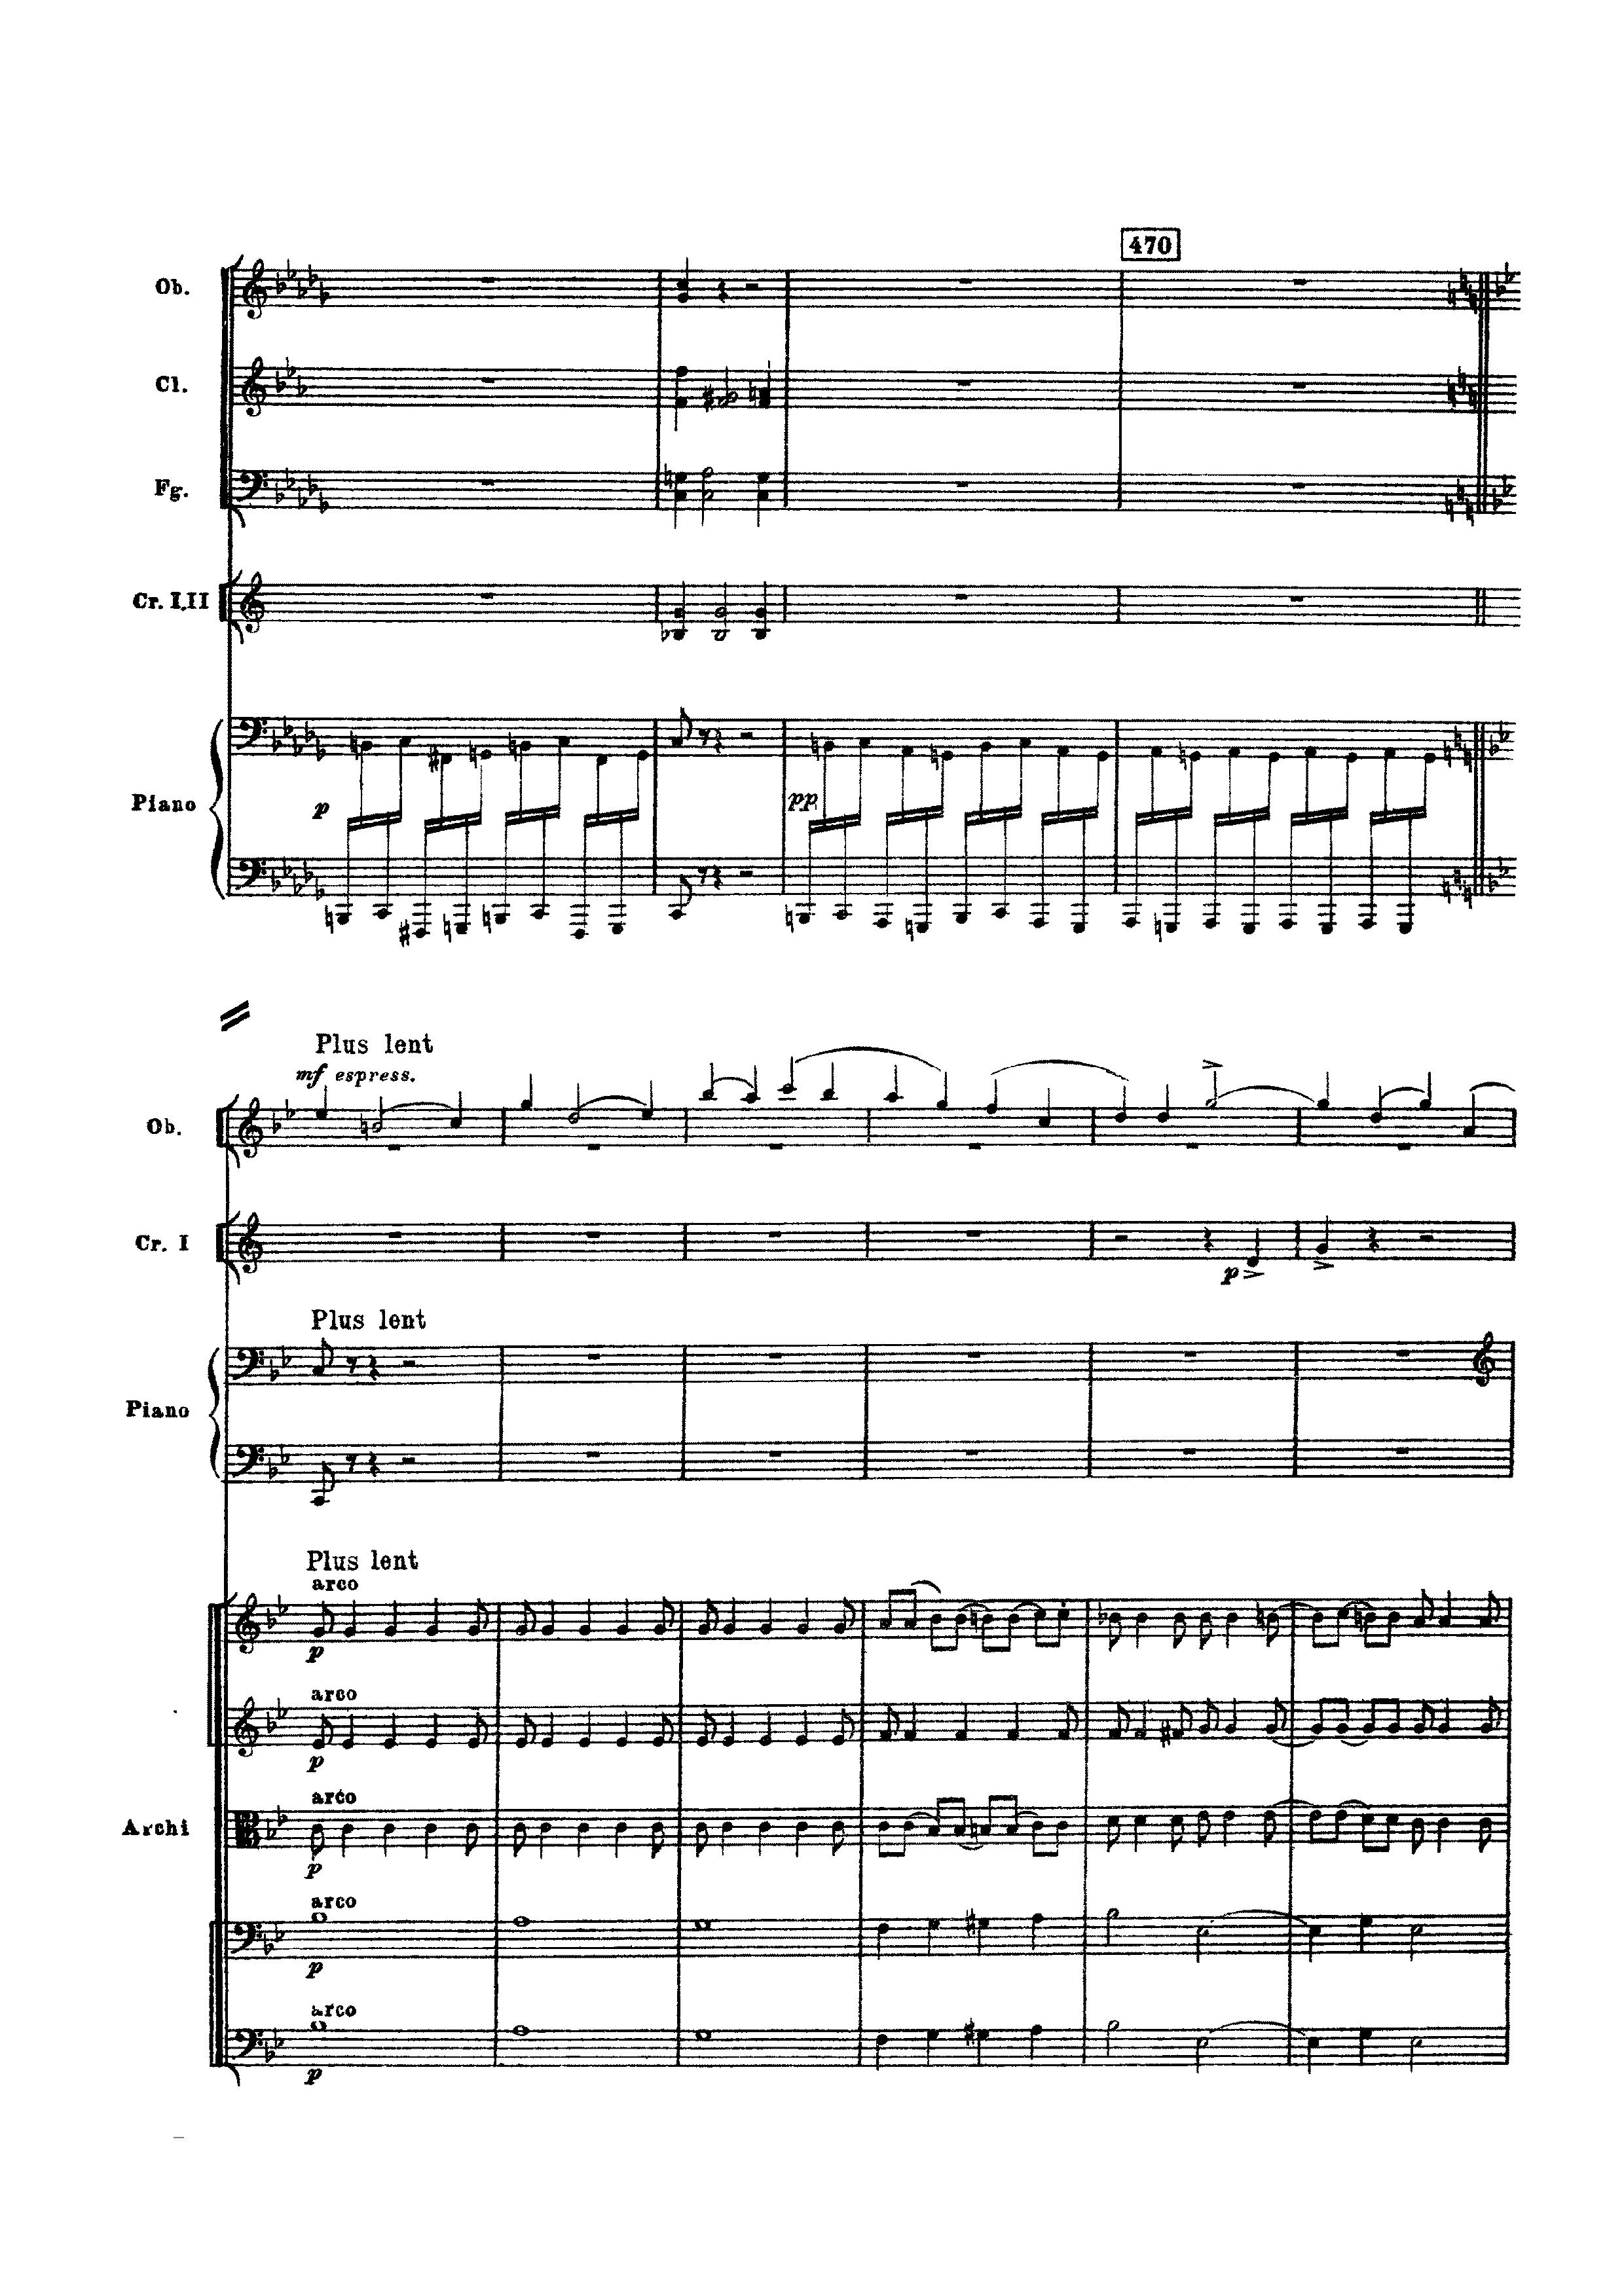 470
Ob.
Cl.
Fg.
Cr. I,II
Piano
p
pp
Plus lent
mf espress.
Ob.
Cr. I
p
Plus lent
Piano
Plus lent
arco
p
arco
p
arco
Archi
p
arco
p
arco
p